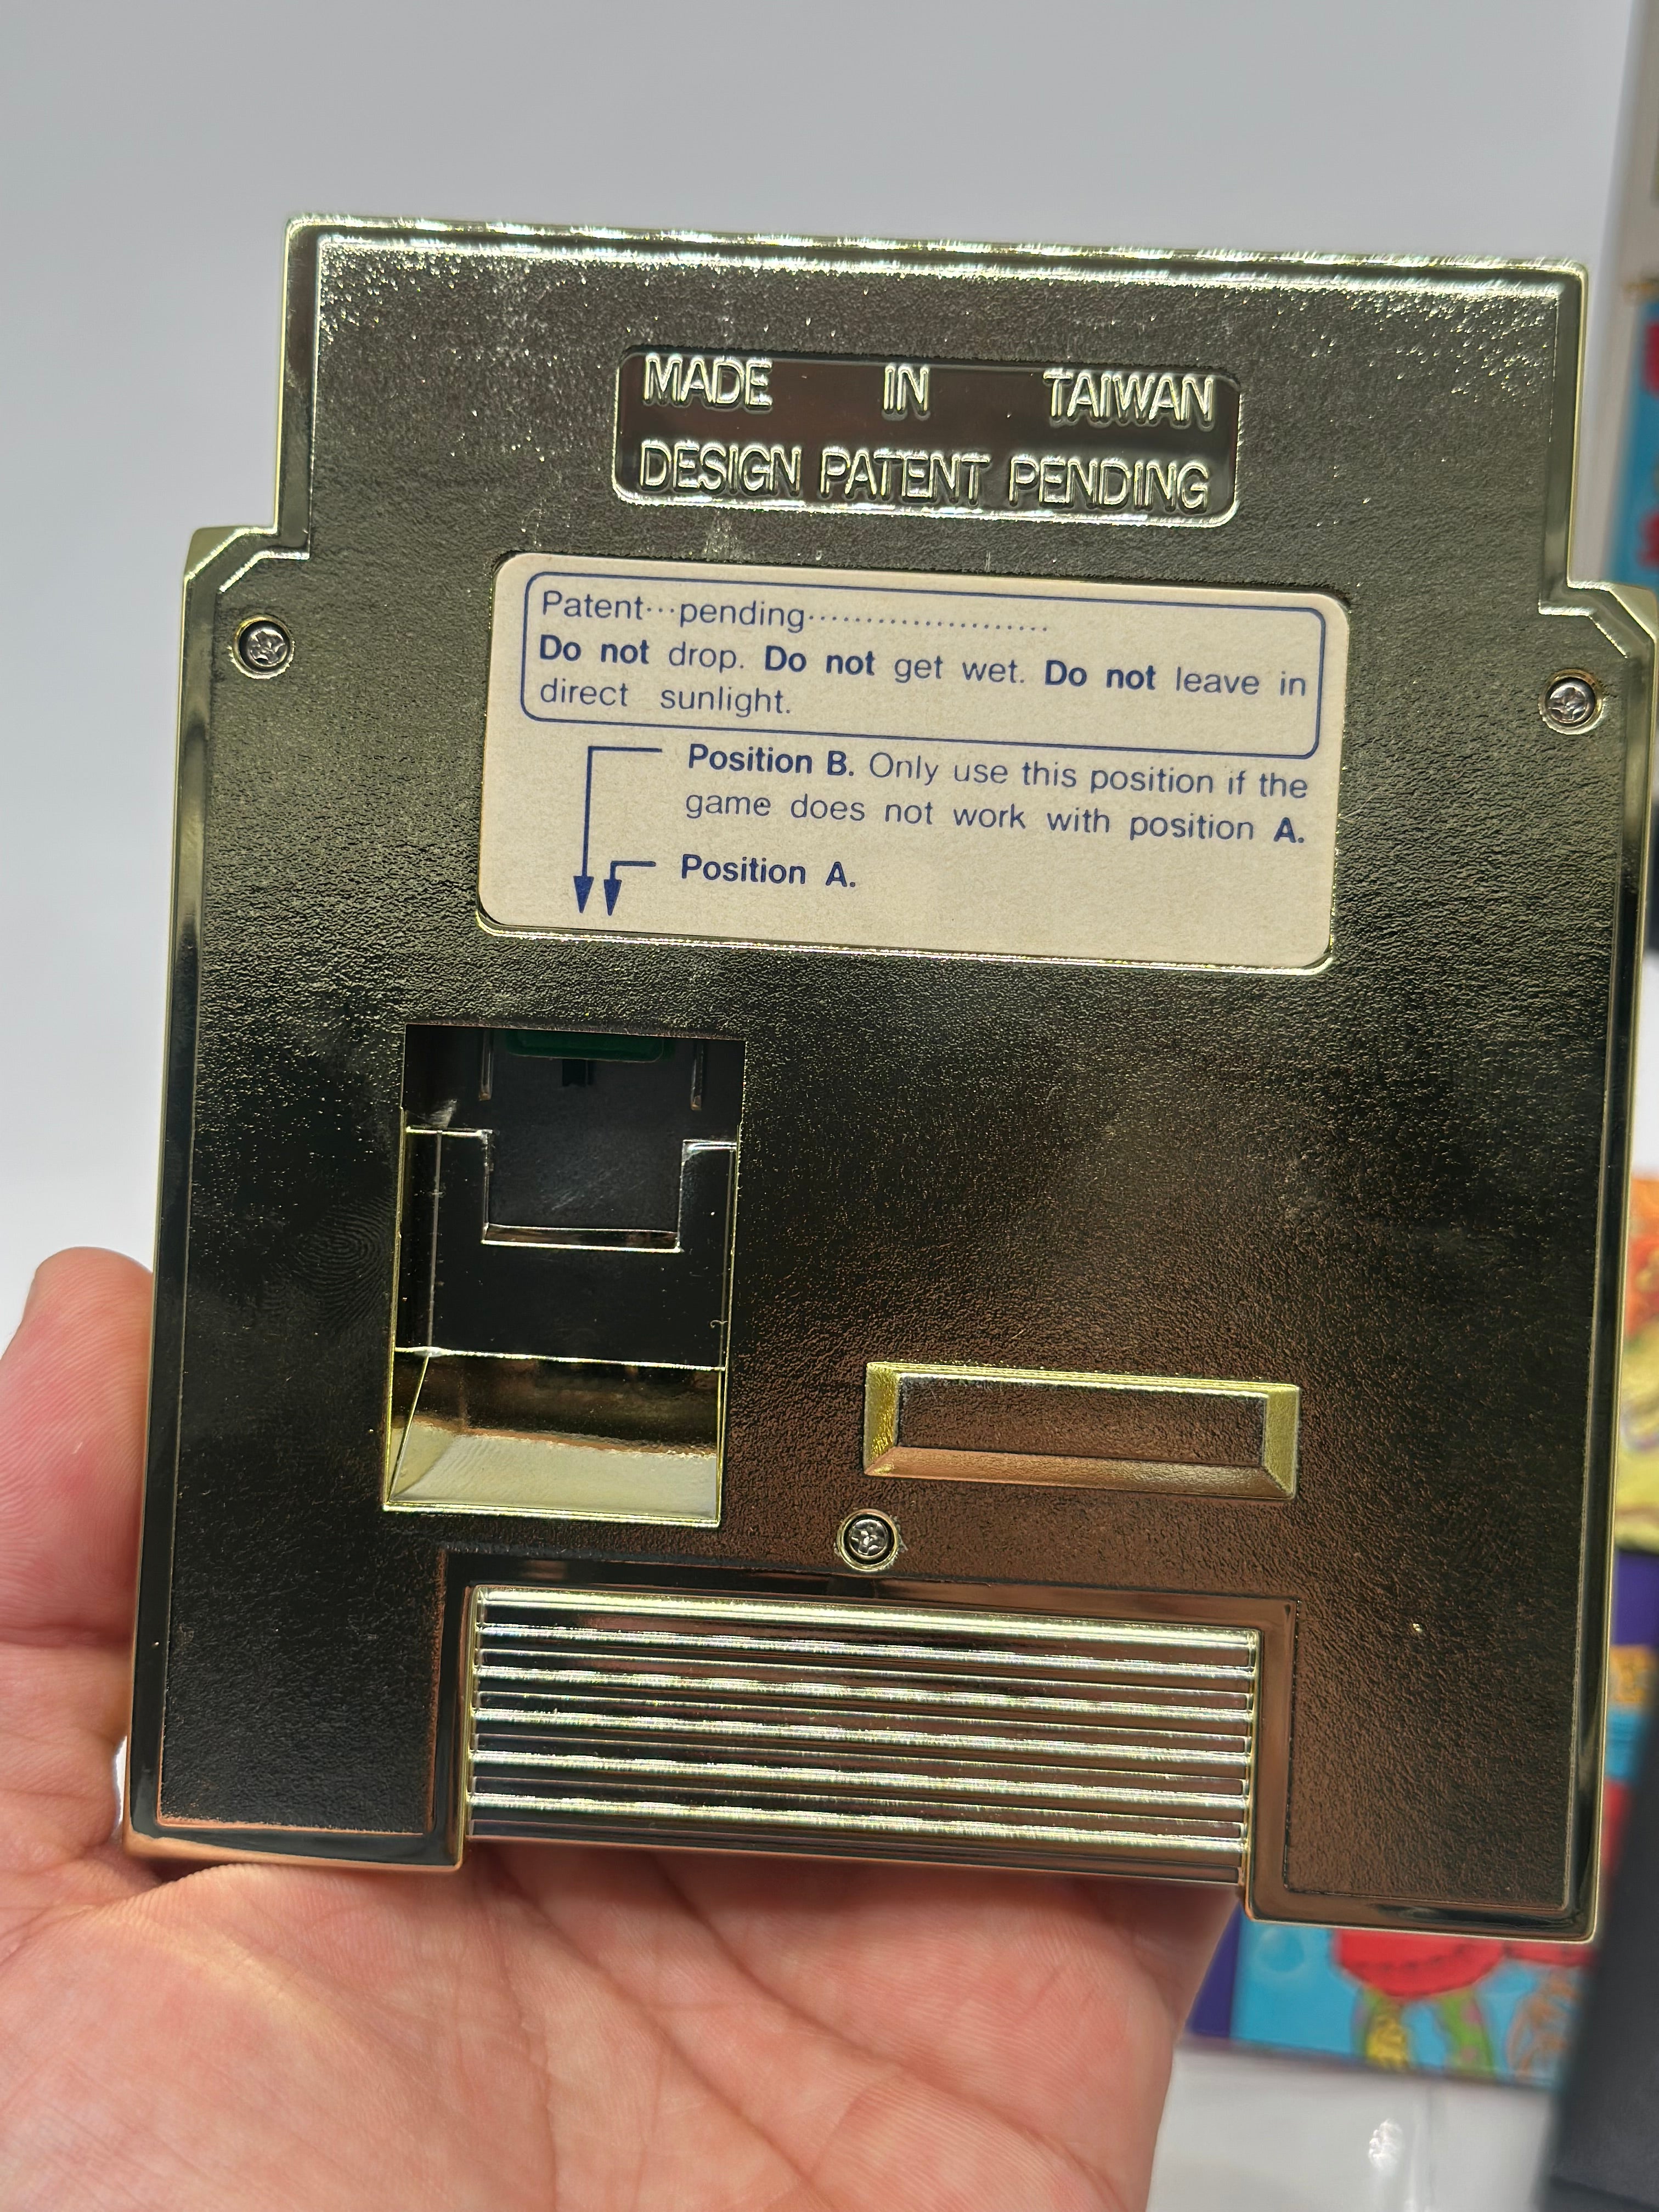 MADE IN TAIWAN
DESIGN PATENT PENDING
Patent···pending·····················
Do not drop. Do not get wet. Do not leave in
direct sunlight.
Position B. Only use this position if the
game does not work with position A.
Position A.